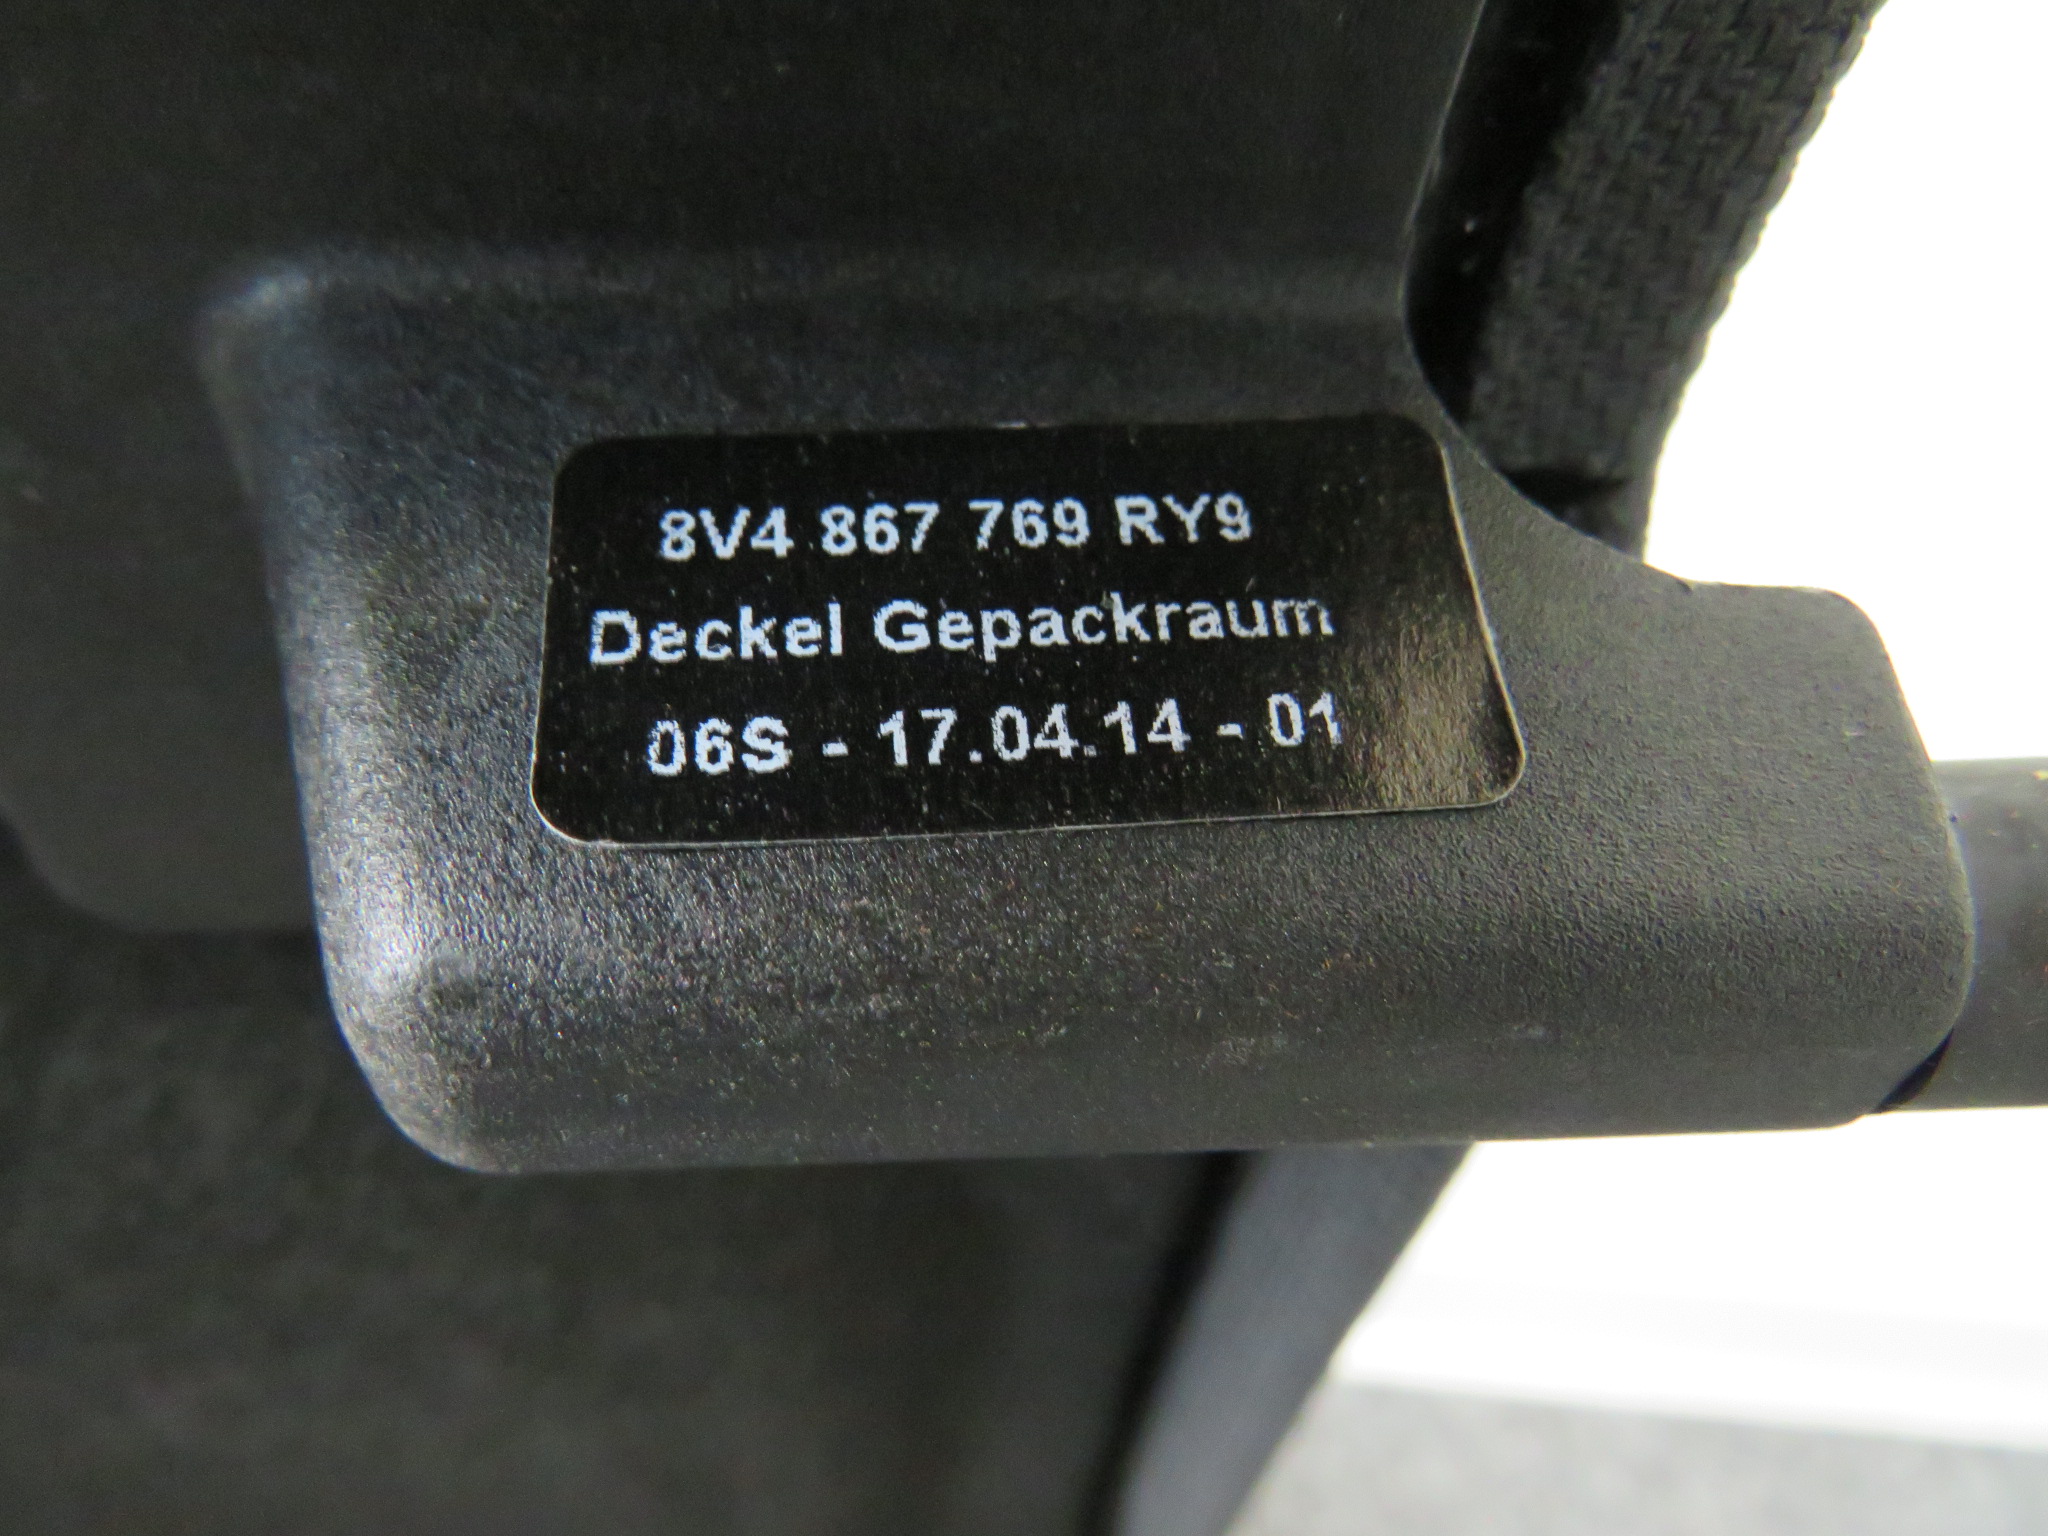 8V4 867 769 RY9
Deckel Gepackraum
06S - 17.04.14 - 01